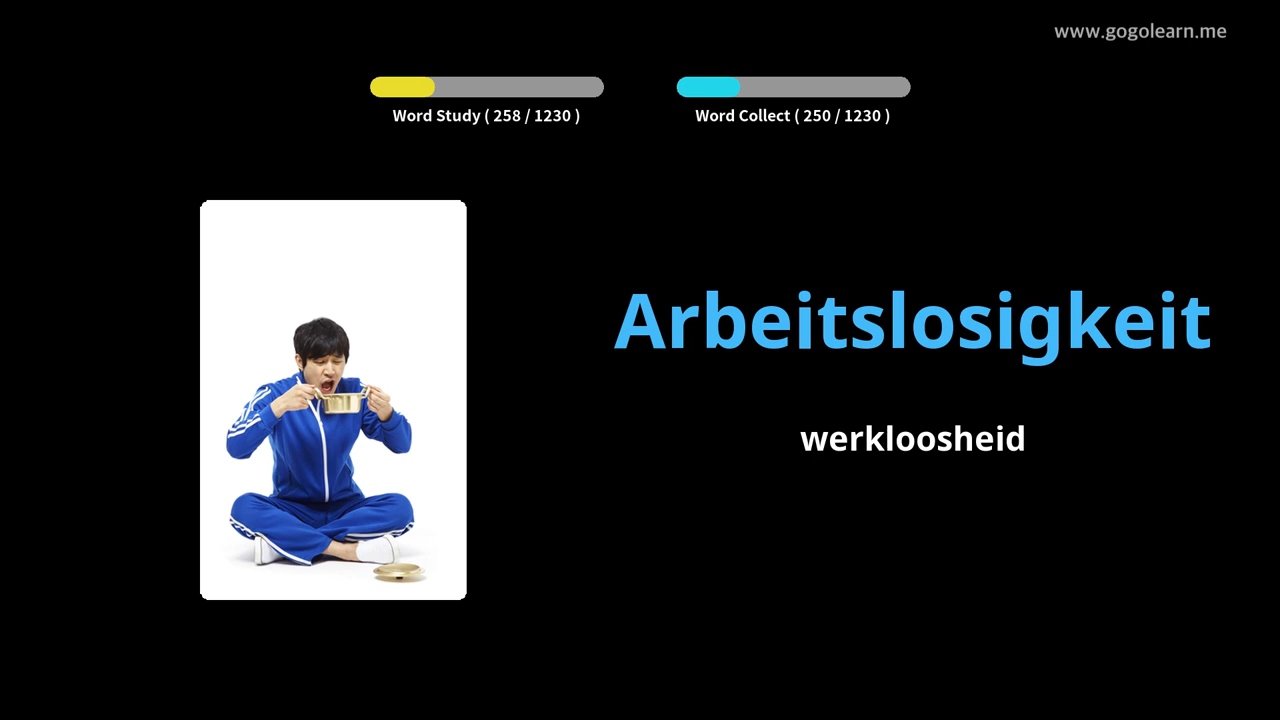 www.gogolearn.me
Word Study ( 258 / 1230 )
Word Collect ( 250 / 1230 )
Arbeitslosigkeit
werkloosheid